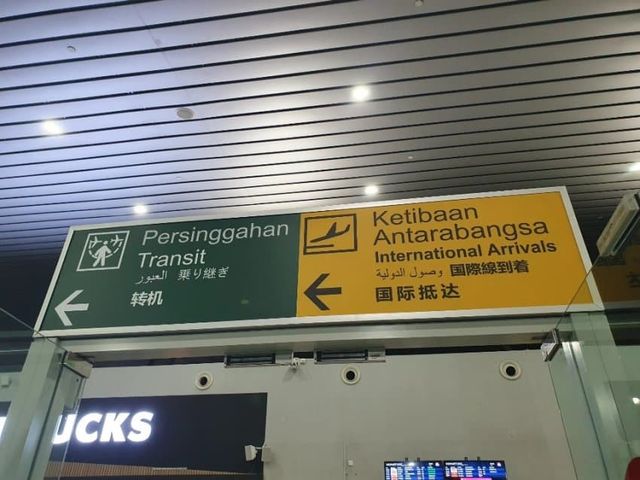 Persinggahan
Transit
العبور 乗り継ぎ
转机
Ketibaan
Antarabangsa
International Arrivals
وصول الدولية 国際線到着
国际抵达
UCKS